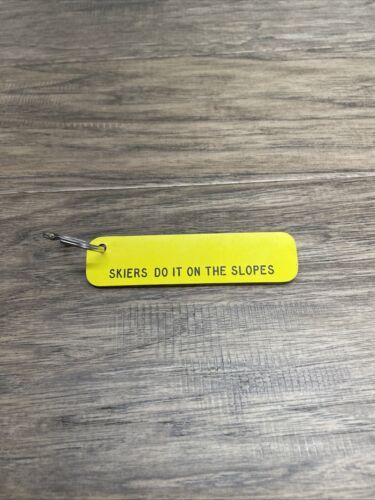 SKIERS DO IT ON THE SLOPES